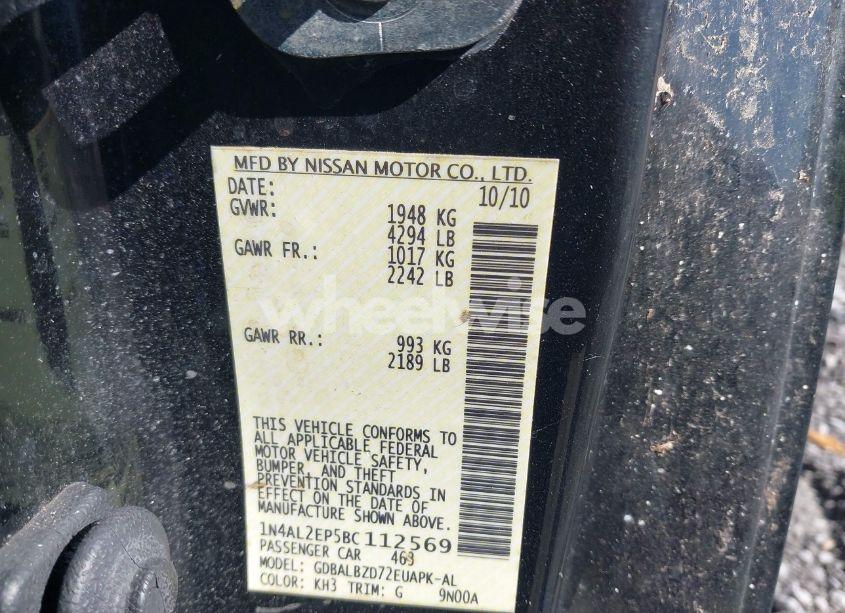 MFD BY NISSAN MOTOR CO., LTD.
DATE: 10/10
GVWR: 1948 KG
4294 LB
GAWR FR.: 1017 KG
2242 LB
wheelwise
GAWR RR.: 993 KG
2189 LB
THIS VEHICLE CONFORMS TO
ALL APPLICABLE FEDERAL
MOTOR VEHICLE SAFETY,
BUMPER, AND THEFT
PREVENTION STANDARDS IN
EFFECT ON THE DATE OF
MANUFACTURE SHOWN ABOVE.
1N4AL2EP5BC112569
PASSENGER CAR 463
MODEL: GDBALBZD72EUAPK-AL
COLOR: KH3 TRIM: G 9N00A